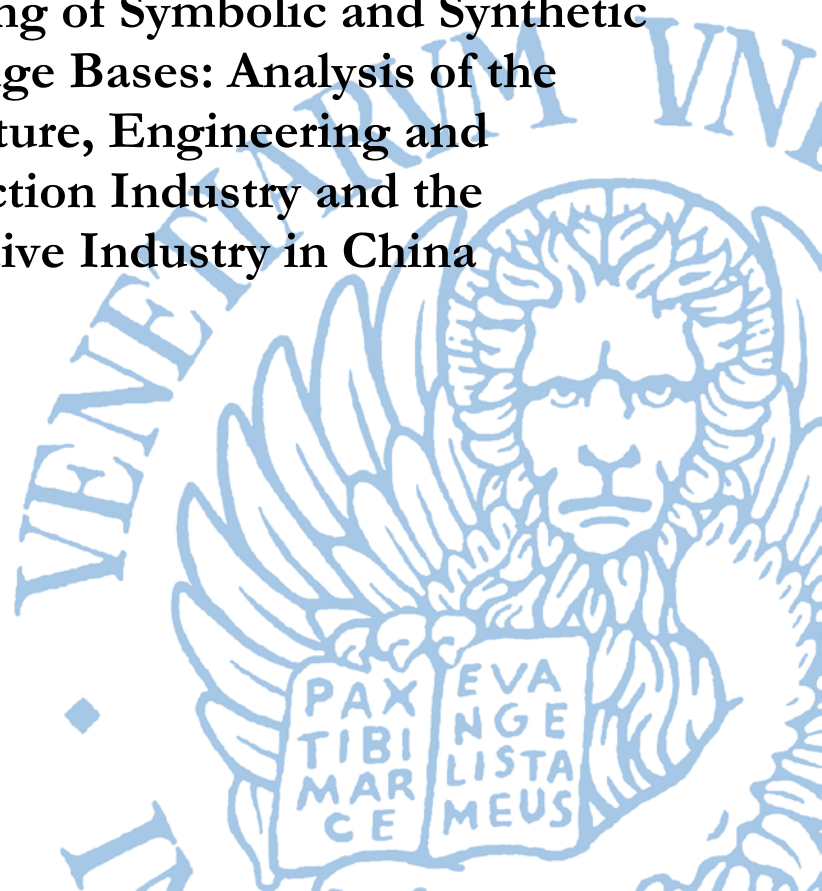 ng of Symbolic and Synthetic
ge Bases: Analysis of the
ture, Engineering and
ction Industry and the
ive Industry in China
VENETIARVM VNE
PAX
TIBI
MAR
CE
EVA
NGE
LISTA
MEUS